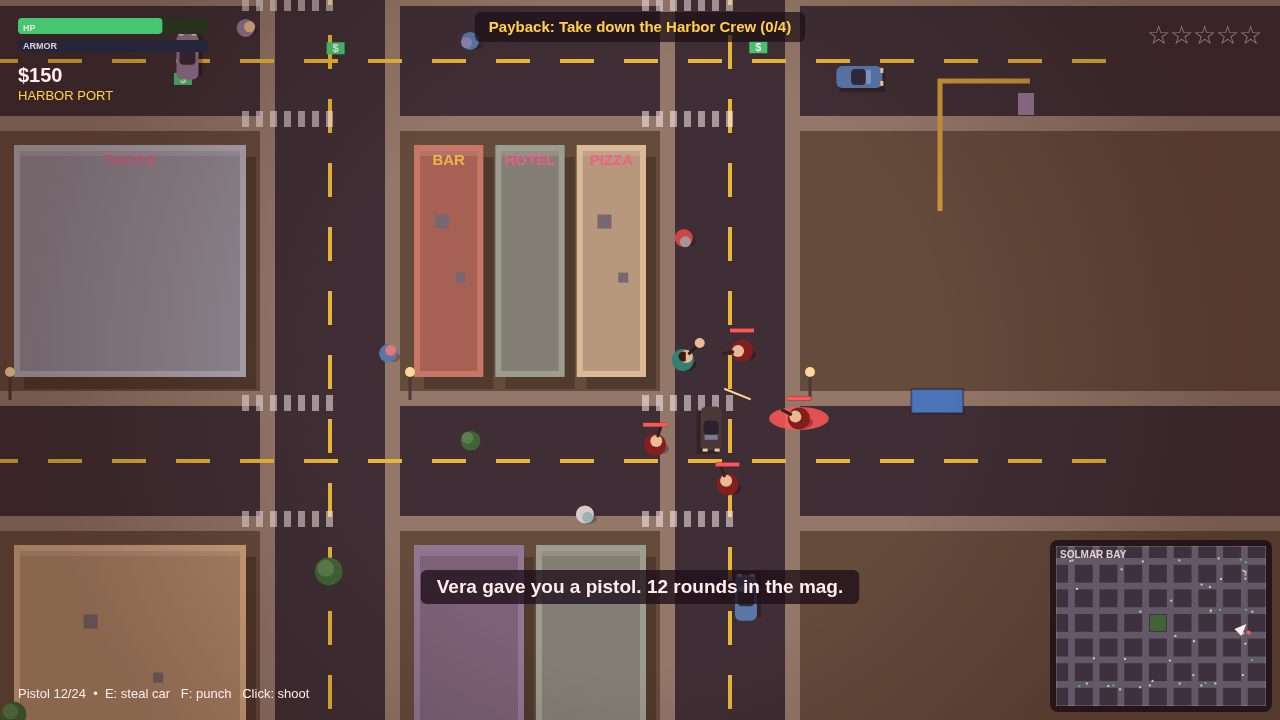 HP
ARMOR
$150
HARBOR PORT
Payback: Take down the Harbor Crew (0/4)
$
$
$
TACOS
BAR
HOTEL
PIZZA
Vera gave you a pistol. 12 rounds in the mag.
SOLMAR BAY
Pistol 12/24 • E: steal car F: punch Click: shoot